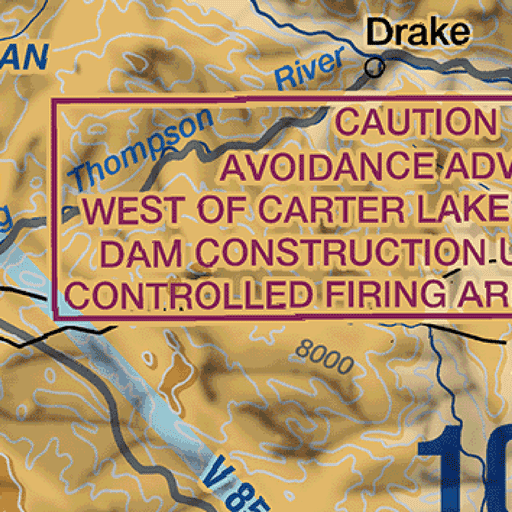 Drake
AN
River
CAUTION
Thompson
AVOIDANCE ADV
WEST OF CARTER LAKE
g
DAM CONSTRUCTION U
CONTROLLED FIRING AR
8000
10
V 85